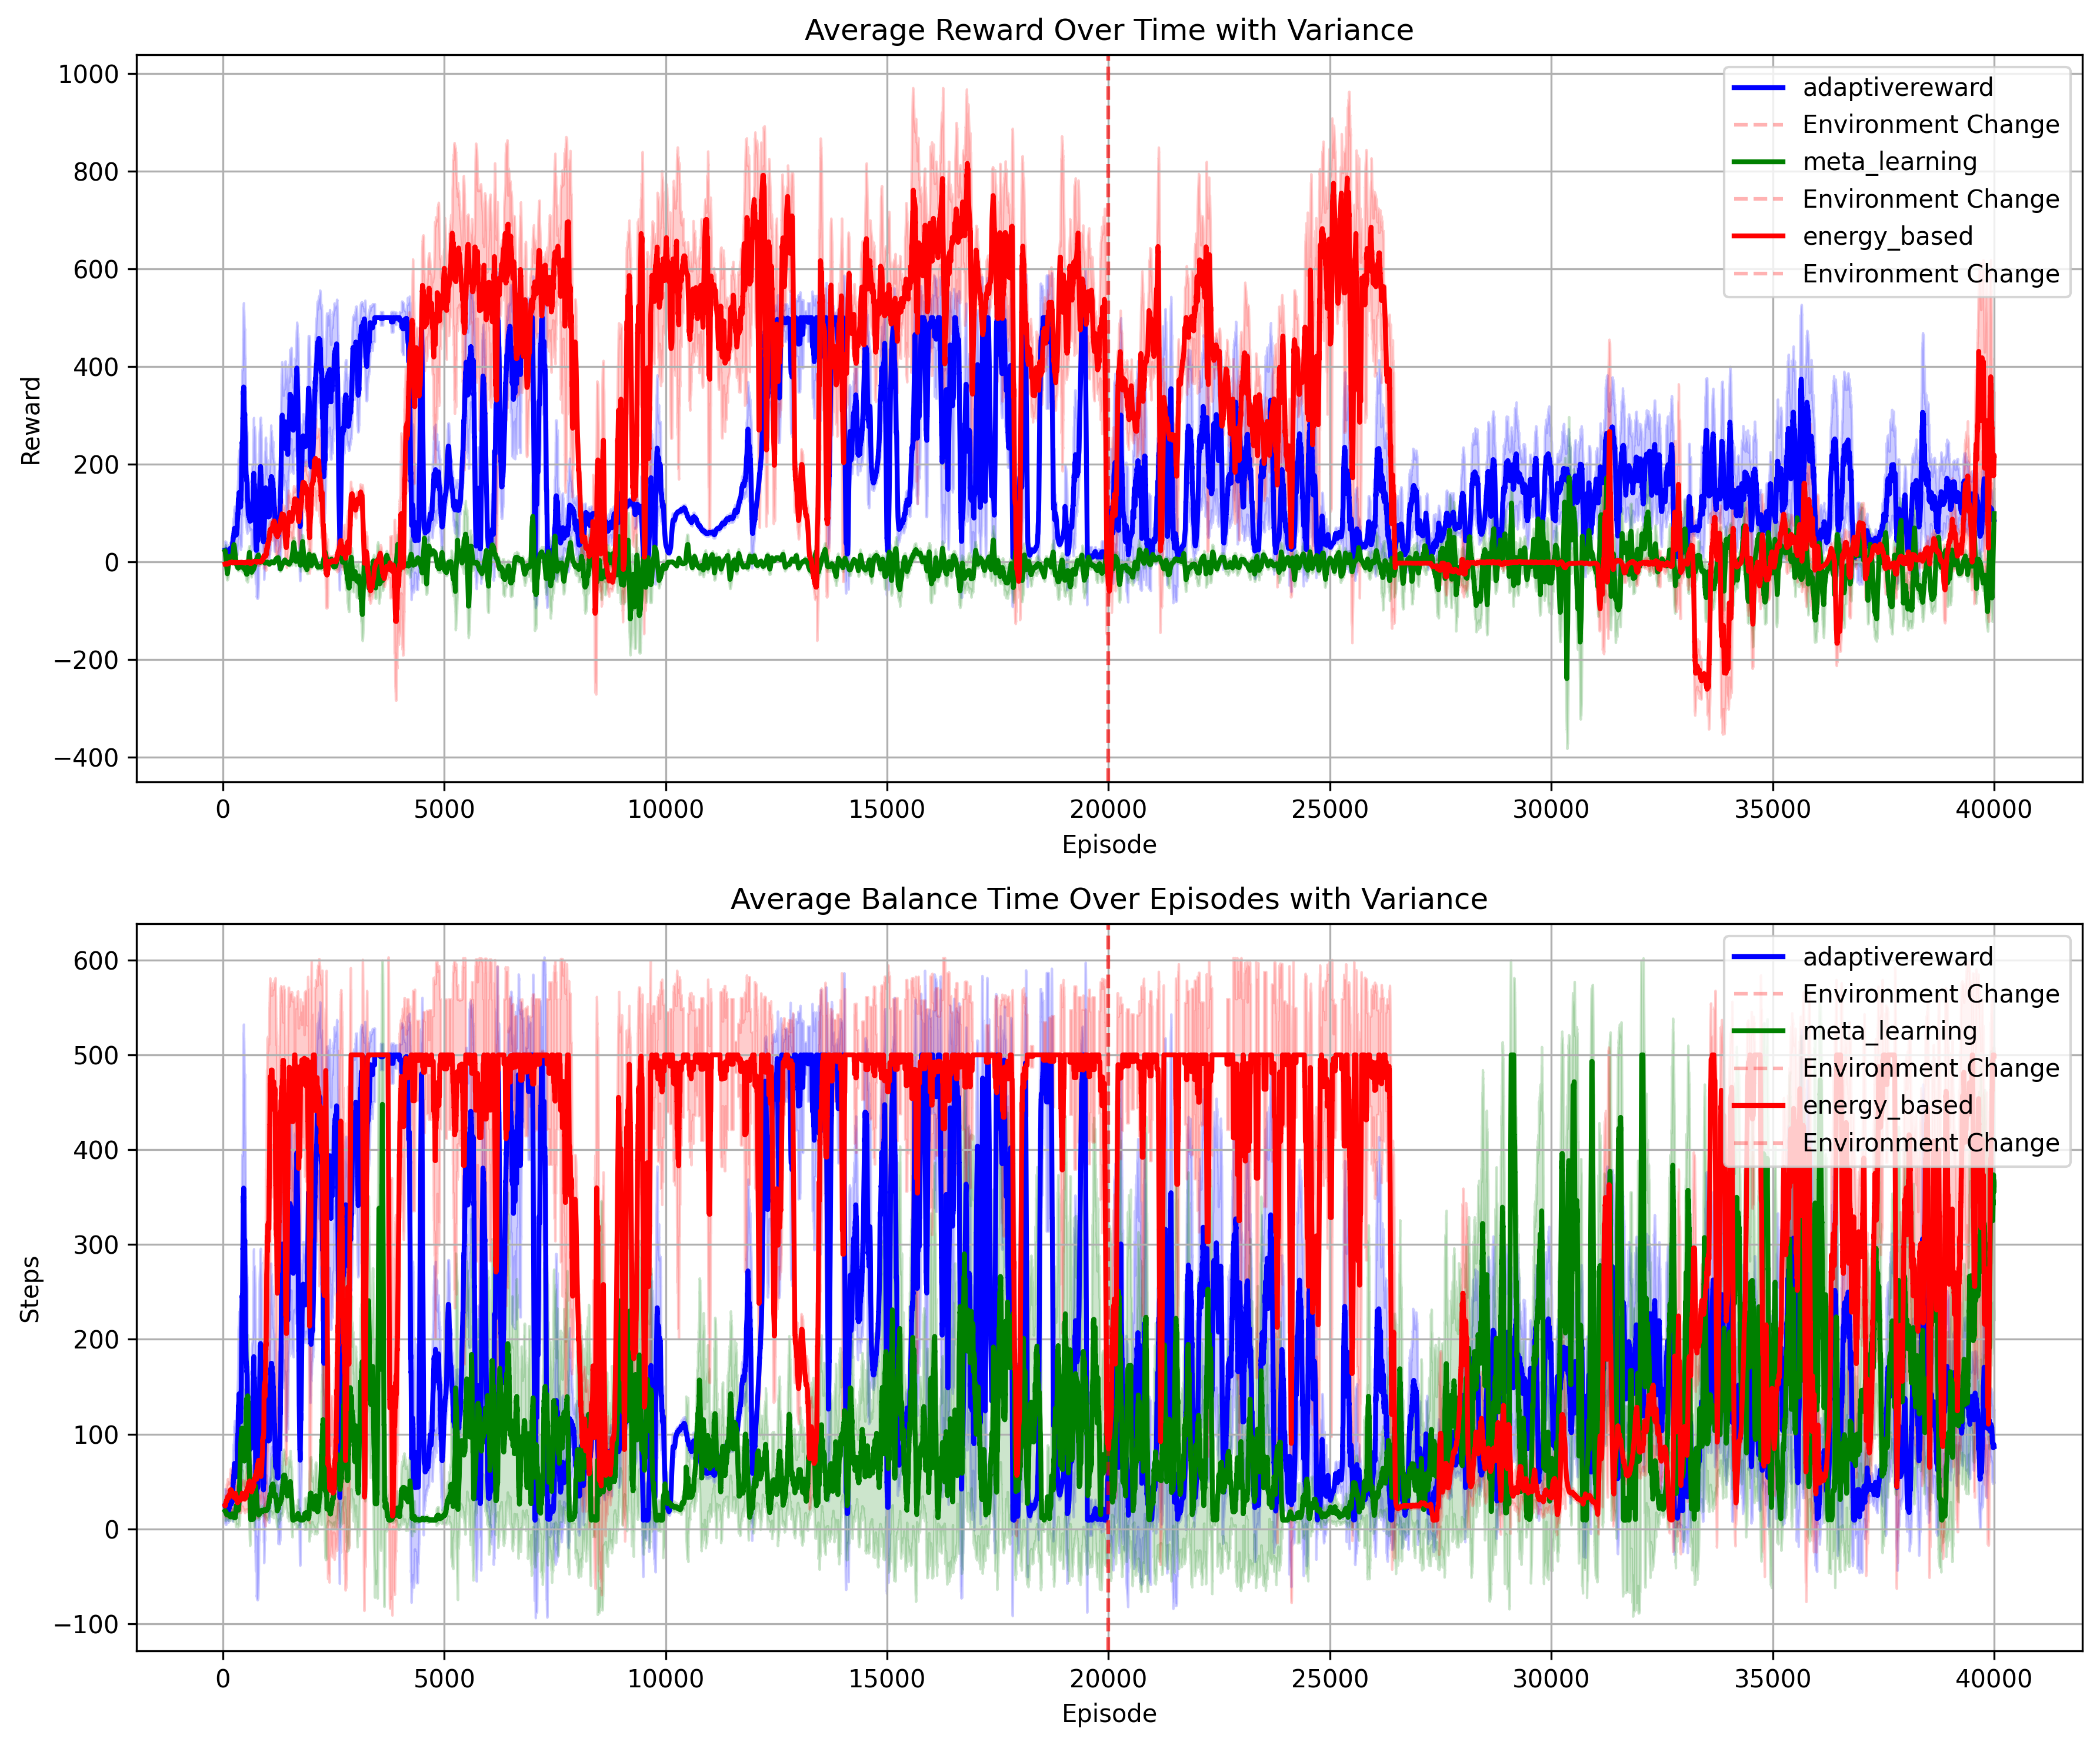 Average Reward Over Time with Variance
1000
800
600
400
200
0
−200
−400
Reward
adaptivereward
Environment Change
meta_learning
Environment Change
energy_based
Environment Change
0 5000 10000 15000 20000 25000 30000 35000 40000
Episode
Average Balance Time Over Episodes with Variance
600
500
400
300
200
100
0
−100
Steps
adaptivereward
Environment Change
meta_learning
Environment Change
energy_based
Environment Change
0 5000 10000 15000 20000 25000 30000 35000 40000
Episode